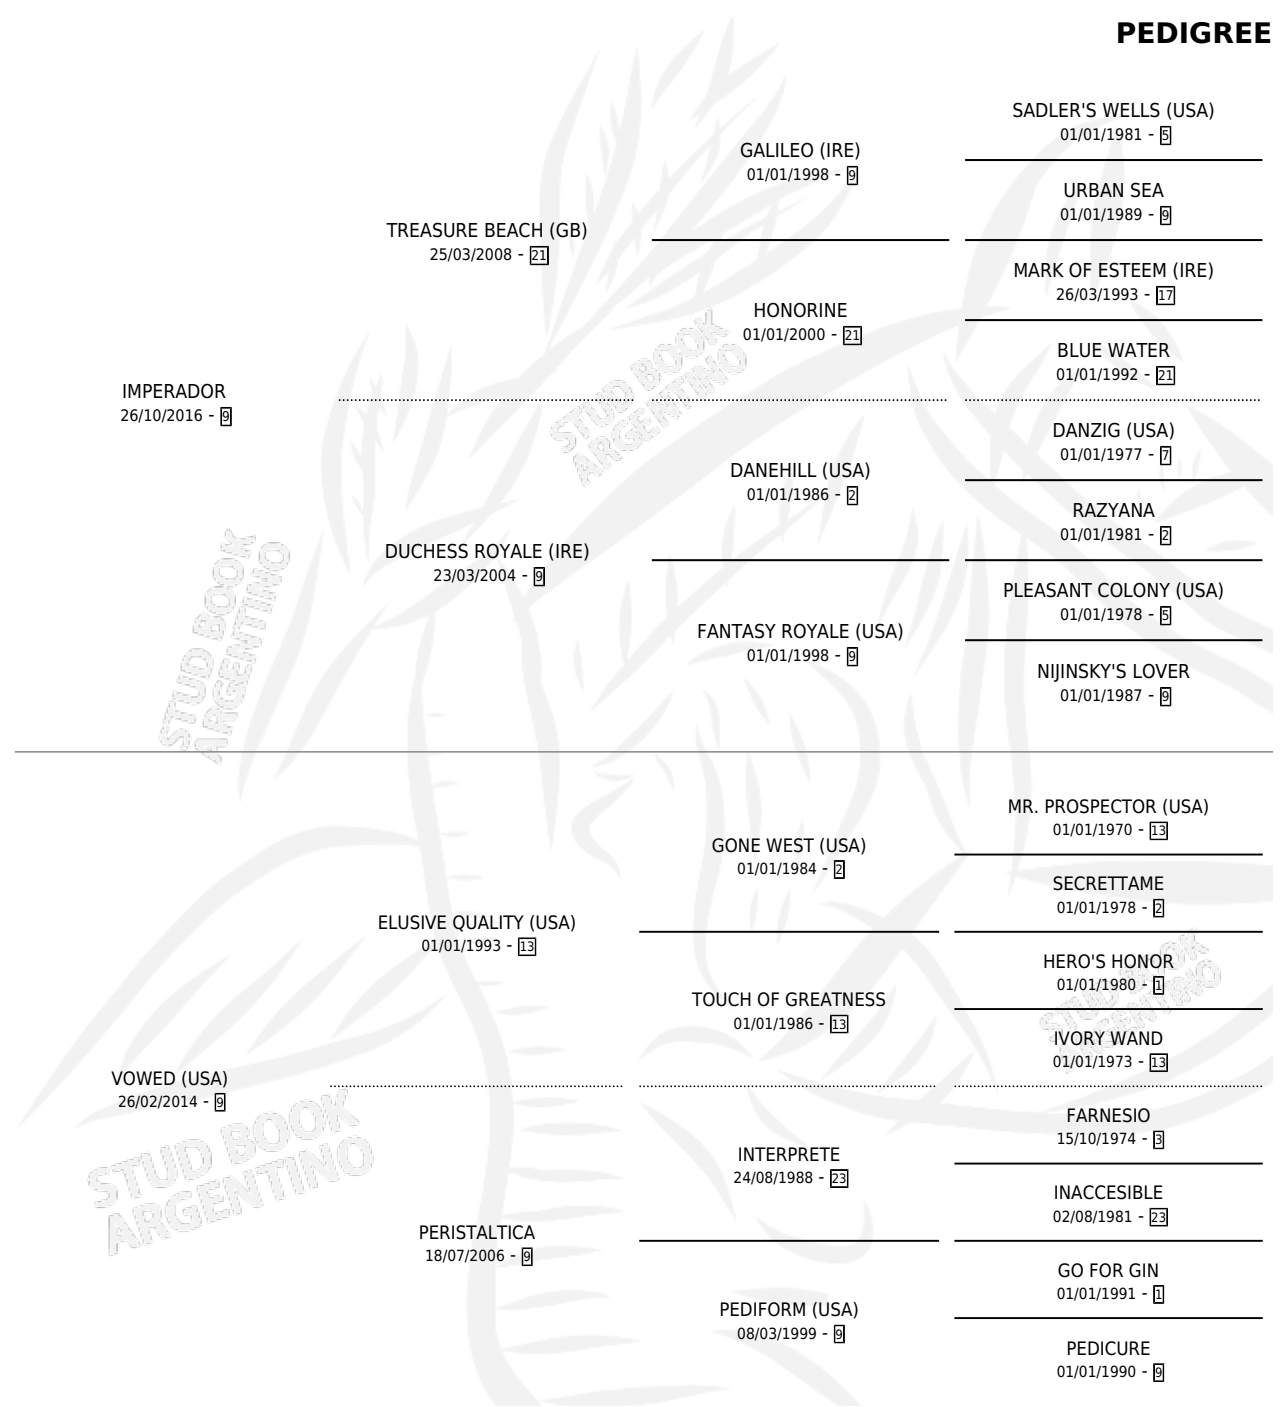 PEDIGREE
SADLER'S WELLS (USA)
01/01/1981 - 5
GALILEO (IRE)
01/01/1998 - 9
URBAN SEA
01/01/1989 - 9
TREASURE BEACH (GB)
25/03/2008 - 21
MARK OF ESTEEM (IRE)
26/03/1993 - 17
HONORINE
01/01/2000 - 21
BLUE WATER
01/01/1992 - 21
IMPERADOR
26/10/2016 - 9
DANZIG (USA)
01/01/1977 - 7
DANEHILL (USA)
01/01/1986 - 2
RAZYANA
01/01/1981 - 2
DUCHESS ROYALE (IRE)
23/03/2004 - 9
PLEASANT COLONY (USA)
01/01/1978 - 5
FANTASY ROYALE (USA)
01/01/1998 - 9
NIJINSKY'S LOVER
01/01/1987 - 9
MR. PROSPECTOR (USA)
01/01/1970 - 13
GONE WEST (USA)
01/01/1984 - 2
SECRETTAME
01/01/1978 - 2
ELUSIVE QUALITY (USA)
01/01/1993 - 13
HERO'S HONOR
01/01/1980 - 1
TOUCH OF GREATNESS
01/01/1986 - 13
IVORY WAND
01/01/1973 - 13
VOWED (USA)
26/02/2014 - 9
FARNESIO
15/10/1974 - 3
INTERPRETE
24/08/1988 - 23
INACCESIBLE
02/08/1981 - 23
PERISTALTICA
18/07/2006 - 9
GO FOR GIN
01/01/1991 - 1
PEDIFORM (USA)
08/03/1999 - 9
PEDICURE
01/01/1990 - 9
STUD BOOK
ARGENTINO
STUD BOOK
ARGENTINO
STUD BOOK
ARGENTINO
STUD BOOK
ARGENTINO